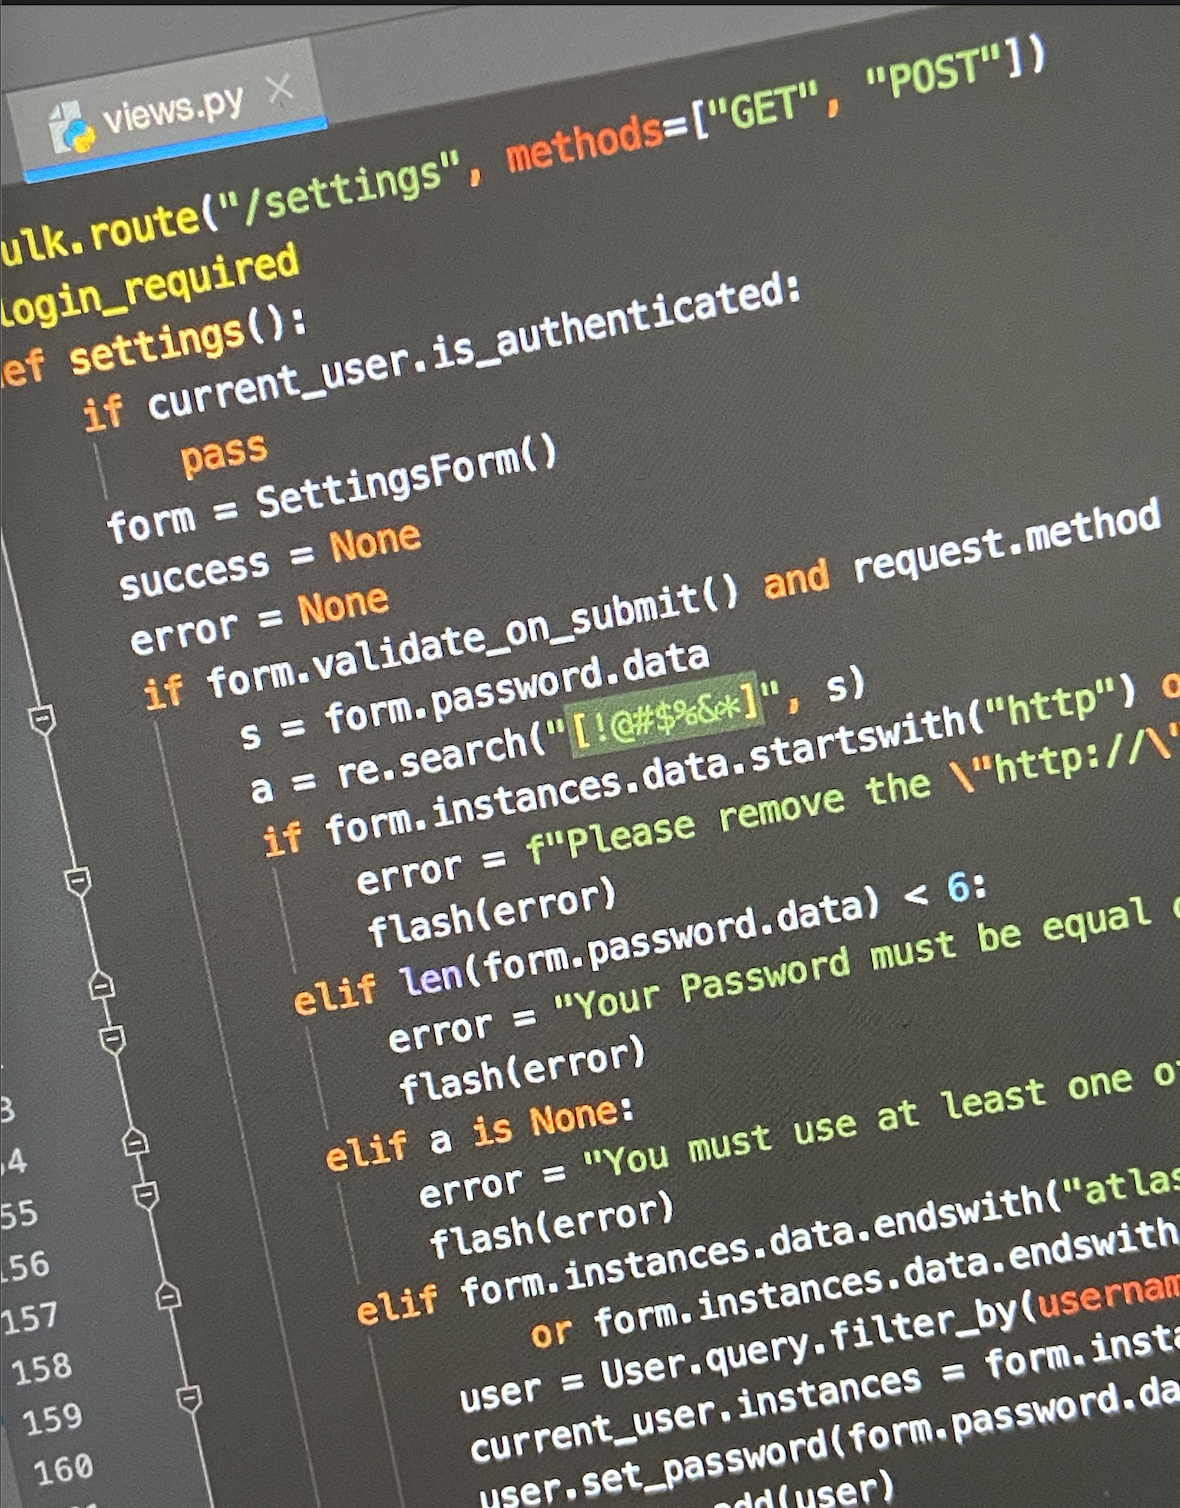 views.py
ulk.route("/settings", methods=["GET", "POST"])
login_required
ef settings():
if current_user.is_authenticated:
pass
form = SettingsForm()
success = None
error = None
if form.validate_on_submit() and request.method
s = form.password.data
a = re.search("[!@#$%&*]", s)
if form.instances.data.startswith("http") o
error = f"Please remove the \"http://\"
flash(error)
elif len(form.password.data) < 6:
error = "Your Password must be equal
flash(error)
elif a is None:
error = "You must use at least one of
flash(error)
elif form.instances.data.endswith("atlas
or form.instances.data.endswith
user = User.query.filter_by(usernam
current_user.instances = form.insta
user.set_password(form.password.da
add(user)
55
156
157
158
159
160